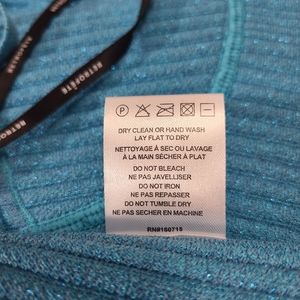 RETROFÊTE
P
DRY CLEAN OR HAND WASH
LAY FLAT TO DRY
NETTOYAGE À SEC OU LAVAGE
À LA MAIN SÉCHER À PLAT
DO NOT BLEACH
NE PAS JAVELLISER
DO NOT IRON
NE PAS REPASSER
DO NOT TUMBLE DRY
NE PAS SECHER EN MACHINE
RN#160715